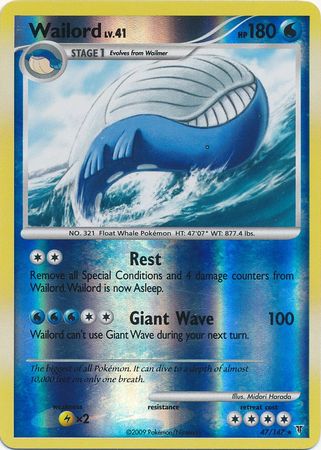 Wailord LV.41 HP 180
STAGE 1 Evolves from Wailmer
NO. 321 Float Whale Pokémon HT: 47'07" WT: 877.4 lbs.
Rest
Remove all Special Conditions and 4 damage counters
from Wailord. Wailord is now Asleep.
Giant Wave 100
Wailord can't use Giant Wave during your next turn.
The biggest of all Pokémon. It can dive to a depth of almost
10,000 feet on only one breath.
Illus. Midori Harada
weakness resistance retreat cost
×2
©2009 Pokémon/Nintendo 47/147